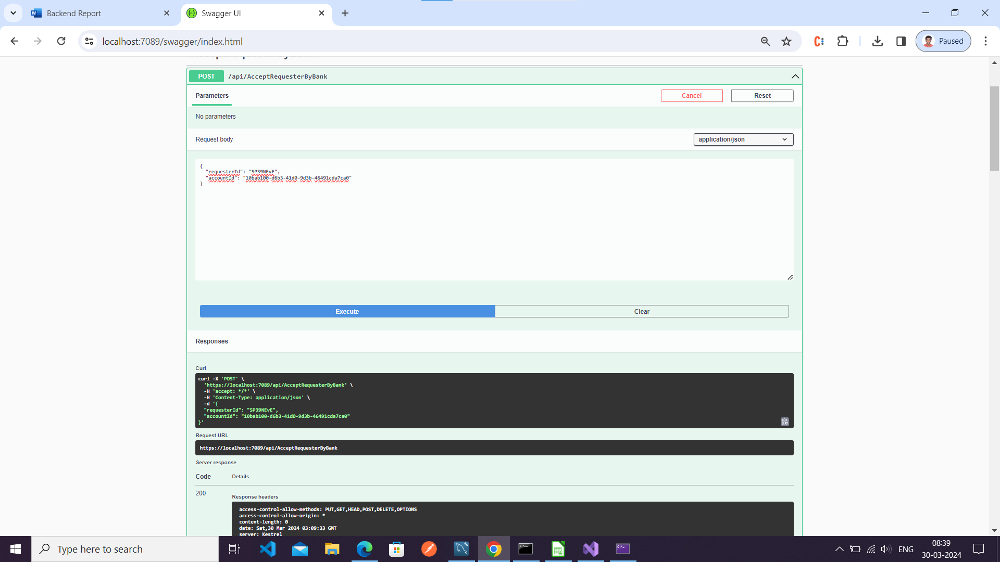 Backend Report
Swagger UI
localhost:7089/swagger/index.html
Paused
AcceptRequesterByBank
POST /api/AcceptRequesterByBank
Parameters
Cancel
Reset
No parameters
Request body
application/json
{
"requesterId": "SP39NEvE",
"accountId": "10bab100-d6b3-41d0-9d3b-46491cda7ca0"
}
Execute
Clear
Responses
Curl
curl -X 'POST' \
'https://localhost:7089/api/AcceptRequesterByBank' \
-H 'accept: */*' \
-H 'Content-Type: application/json' \
-d '{
"requesterId": "SP39NEvE",
"accountId": "10bab100-d6b3-41d0-9d3b-46491cda7ca0"
}'
Request URL
https://localhost:7089/api/AcceptRequesterByBank
Server response
Code Details
200
Response headers
access-control-allow-methods: PUT,GET,HEAD,POST,DELETE,OPTIONS
access-control-allow-origin: *
content-length: 0
date: Sat,30 Mar 2024 03:09:33 GMT
server: Kestrel
Type here to search
ENG
08:39
30-03-2024